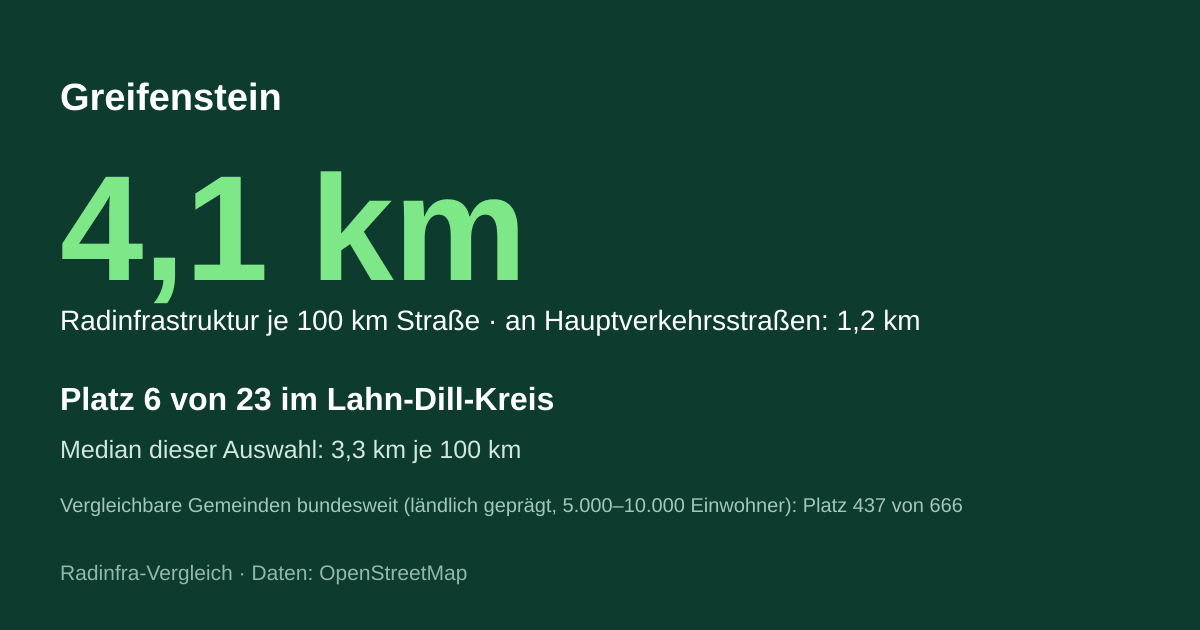 Greifenstein
4,1 km
Radinfrastruktur je 100 km Straße · an Hauptverkehrsstraßen: 1,2 km
Platz 6 von 23 im Lahn-Dill-Kreis
Median dieser Auswahl: 3,3 km je 100 km
Vergleichbare Gemeinden bundesweit (ländlich geprägt, 5.000–10.000 Einwohner): Platz 437 von 666
Radinfra-Vergleich · Daten: OpenStreetMap